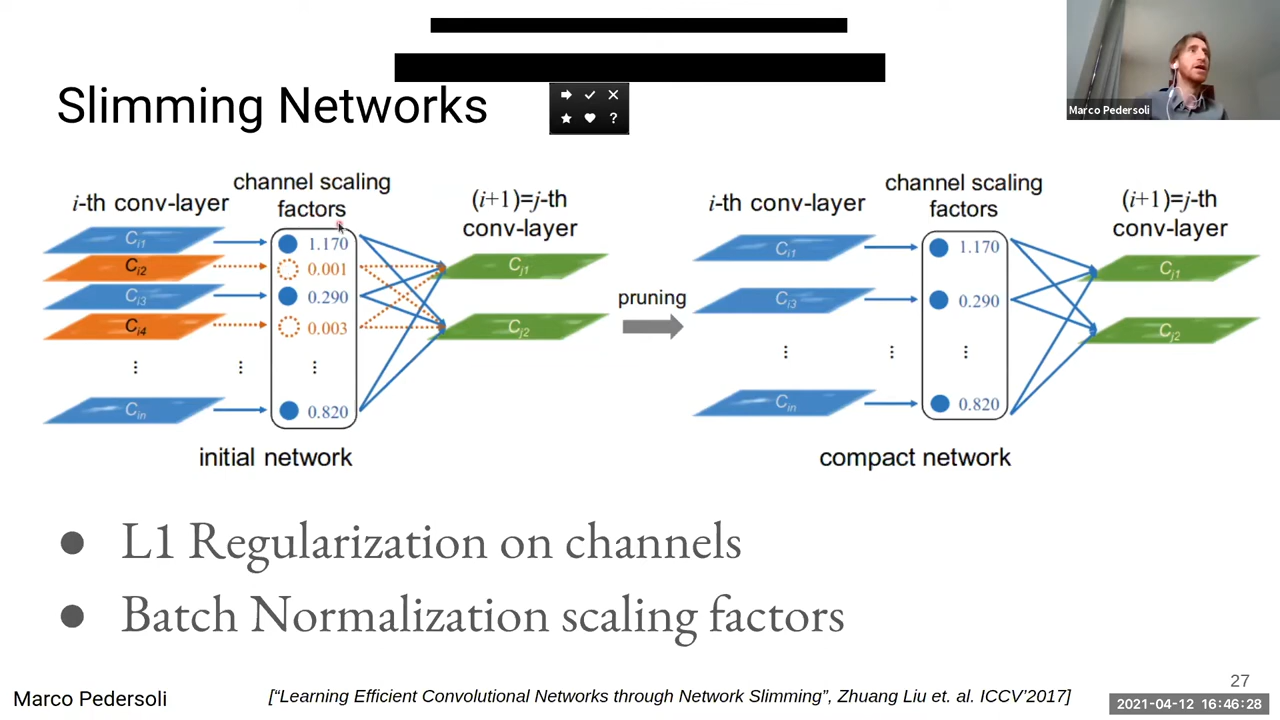 Marco Pedersoli
Slimming Networks
i-th conv-layer
channel scaling
factors
(i+1)=j-th
conv-layer
Ci1
Ci2
Ci3
Ci4
Cin
1.170
0.001
0.290
0.003
0.820
Cj1
Cj2
initial network
pruning
i-th conv-layer
channel scaling
factors
(i+1)=j-th
conv-layer
Ci1
Ci3
Cin
1.170
0.290
0.820
Cj1
Cj2
compact network
● L1 Regularization on channels
● Batch Normalization scaling factors
Marco Pedersoli
[“Learning Efficient Convolutional Networks through Network Slimming”, Zhuang Liu et. al. ICCV’2017]
27
2021-04-12 16:46:28